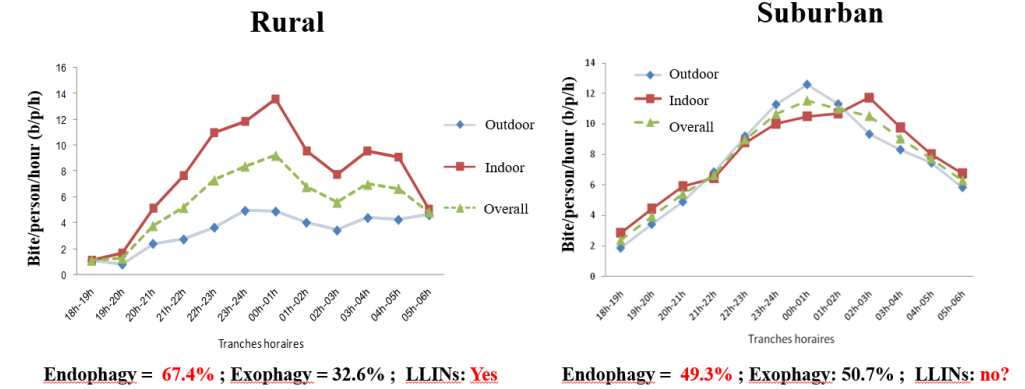 Rural
Bite/person/hour (b/p/h)
16
14
12
10
8
6
4
2
0
18h-19h
19h-20h
20h-21h
21h-22h
22h-23h
23h-24h
00h-01h
01h-02h
02h-03h
03h-04h
04h-05h
05h-06h
Tranches horaires
Outdoor
Indoor
Overall
Endophagy = 67.4% ; Exophagy = 32.6% ; LLINs: Yes
Suburban
Bite/person/hour (b/p/h)
14
12
10
8
6
4
2
0
Outdoor
Indoor
Overall
18h-19h
19h-20h
20h-21h
21h-22h
22h-23h
23h-24h
00h-01h
01h-02h
02h-03h
03h-04h
04h-05h
05h-06h
Tranches horaires
Endophagy = 49.3% ; Exophagy: 50.7% ; LLINs: no?